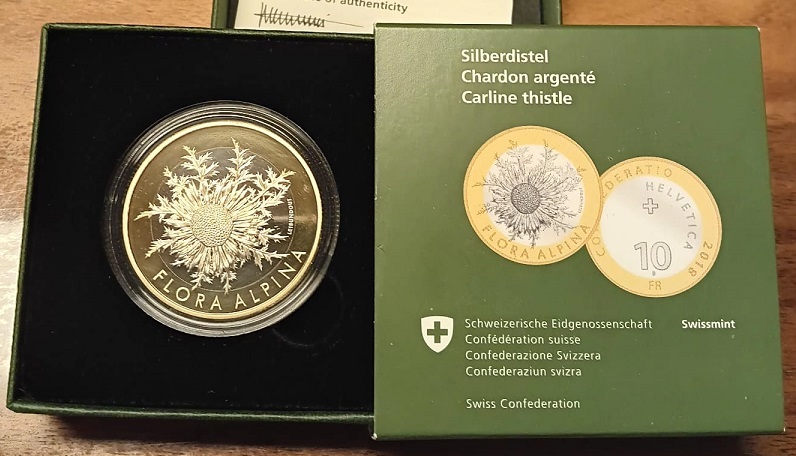 of authenticity
LEIBUNDGUT
FLORA ALPINA
Silberdistel
Chardon argenté
Carline thistle
FLORA ALPINA
CONFOEDERATIO
HELVETICA
10
FR
2018
Schweizerische Eidgenossenschaft
Swissmint
Confédération suisse
Confederazione Svizzera
Confederaziun svizra
Swiss Confederation